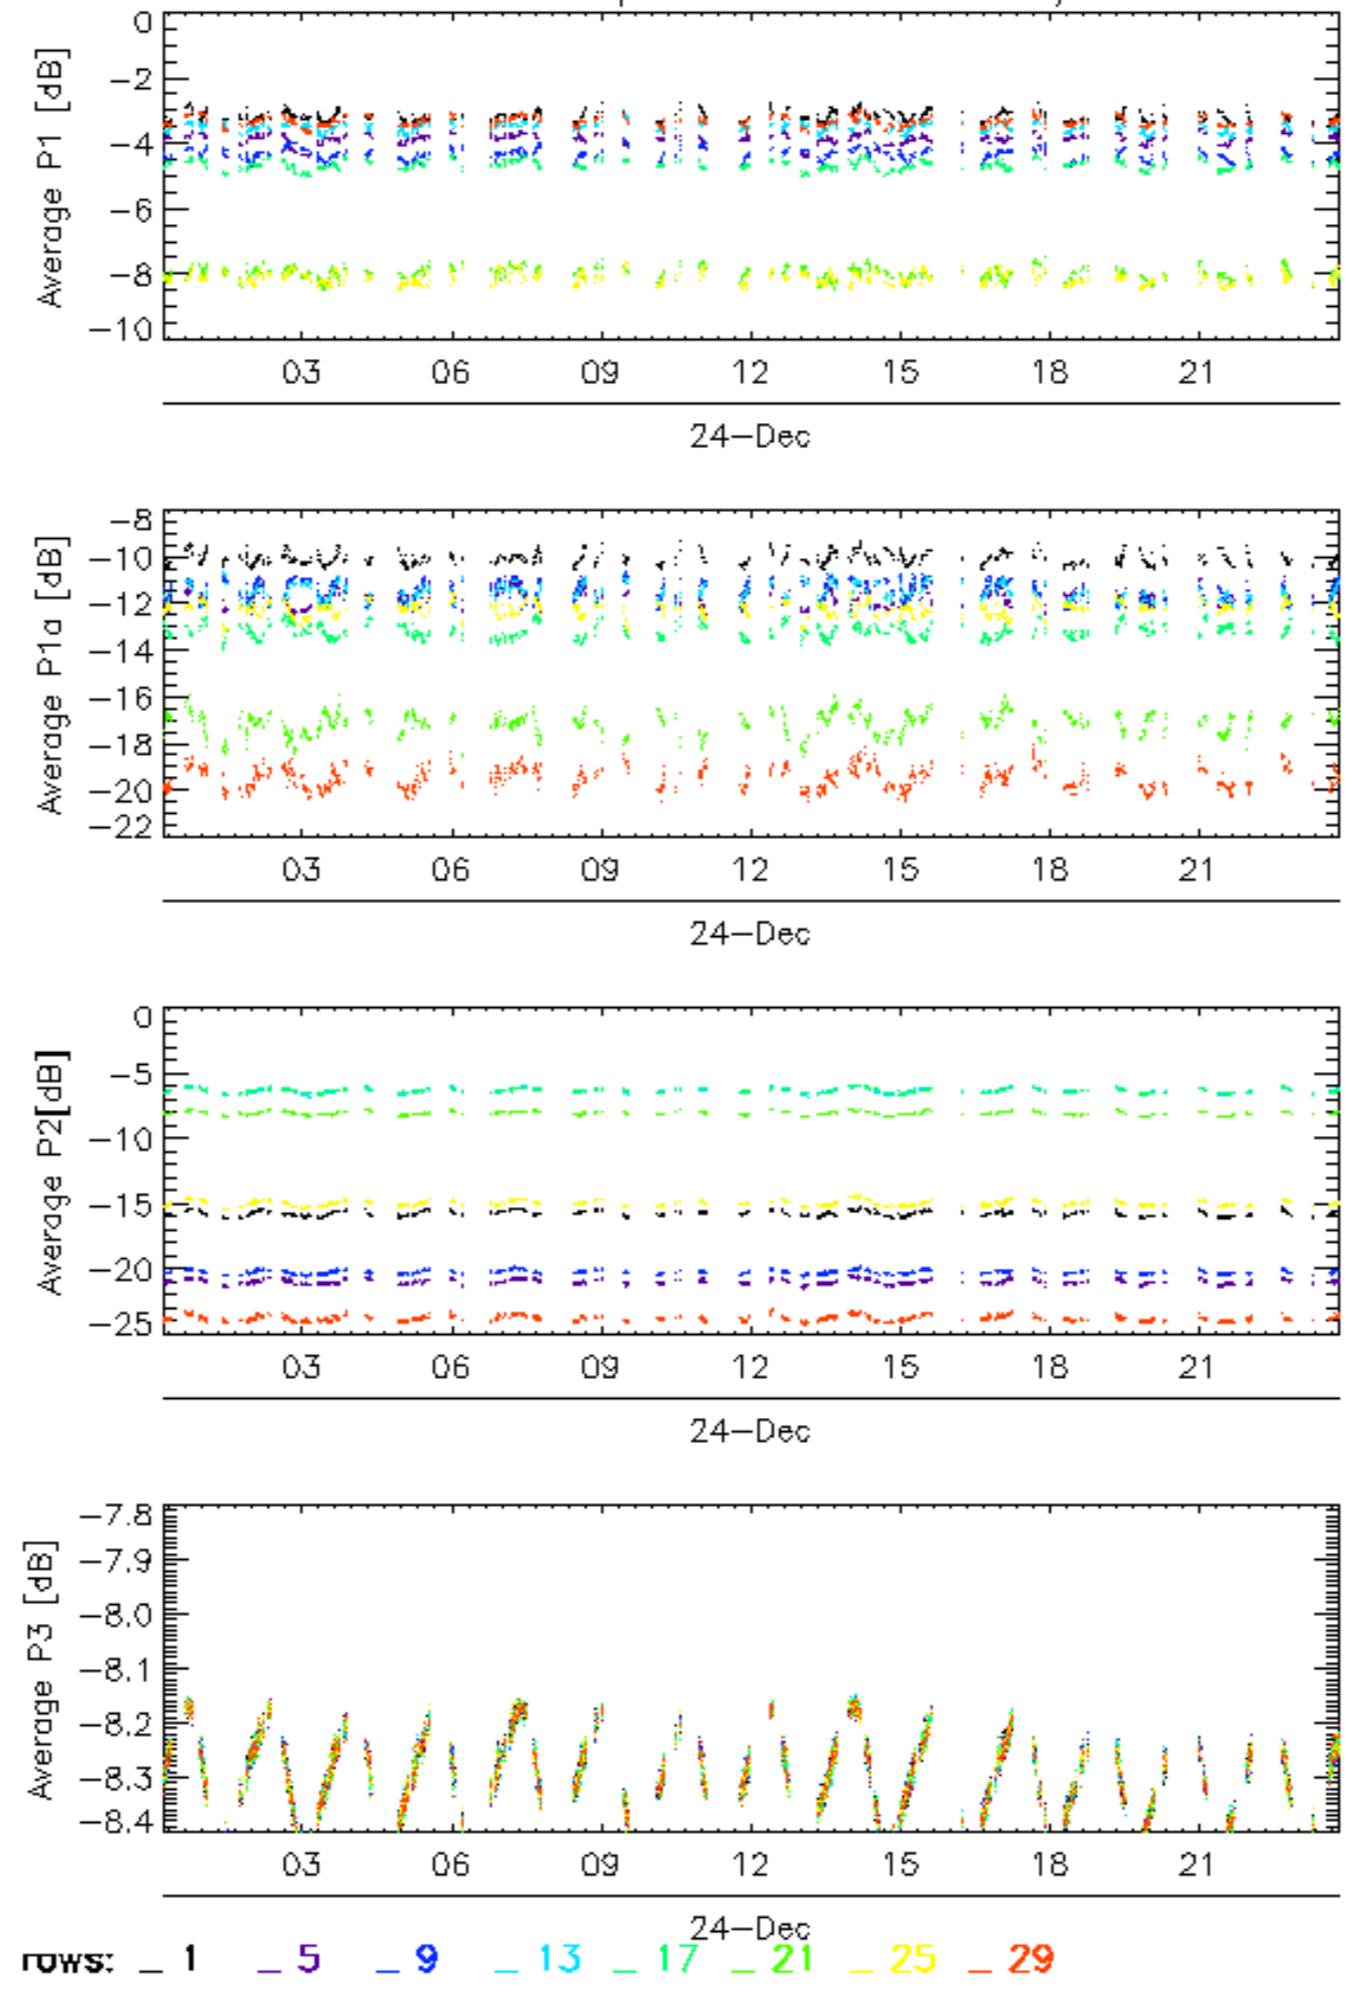 0
−2
−4
−6
−8
−10
Average P1 [dB]
03 06 09 12 15 18 21
24−Dec
−8
−10
−12
−14
−16
−18
−20
−22
Average P1a [dB]
03 06 09 12 15 18 21
24−Dec
0
−5
−10
−15
−20
−25
Average P2[dB]
03 06 09 12 15 18 21
24−Dec
−7.8
−7.9
−8.0
−8.1
−8.2
−8.3
−8.4
Average P3 [dB]
03 06 09 12 15 18 21
24−Dec
rows: _ 1 _ 5 _ 9 _ 13 _ 17 _ 21 _ 25 _ 29